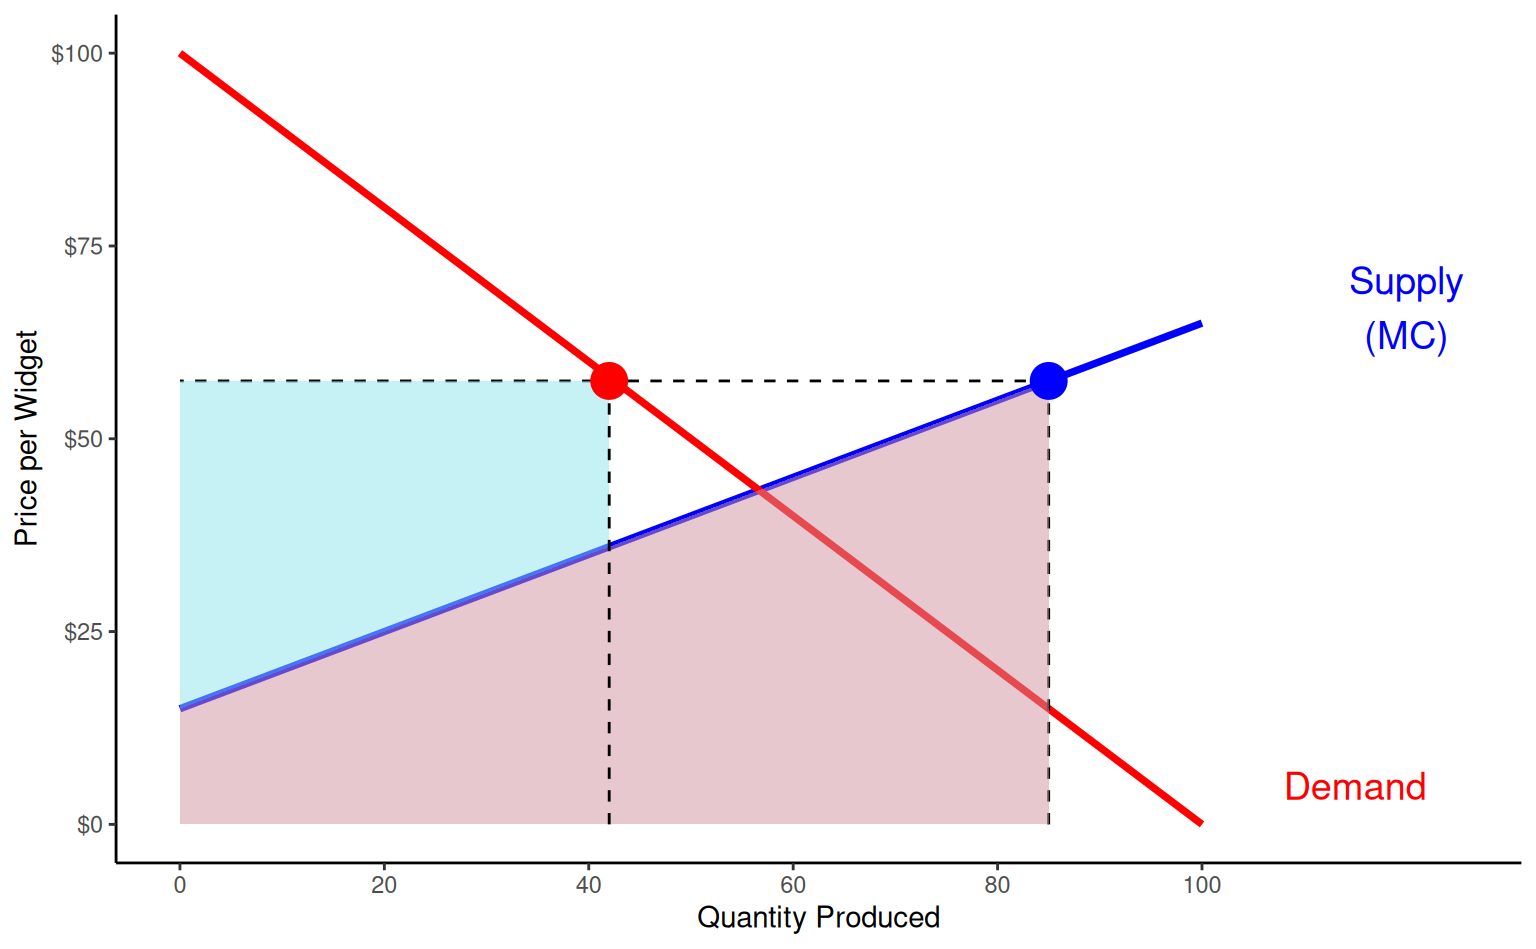 $100
$75
$50
$25
$0
Price per Widget
Supply
(MC)
Demand
0 20 40 60 80 100
Quantity Produced